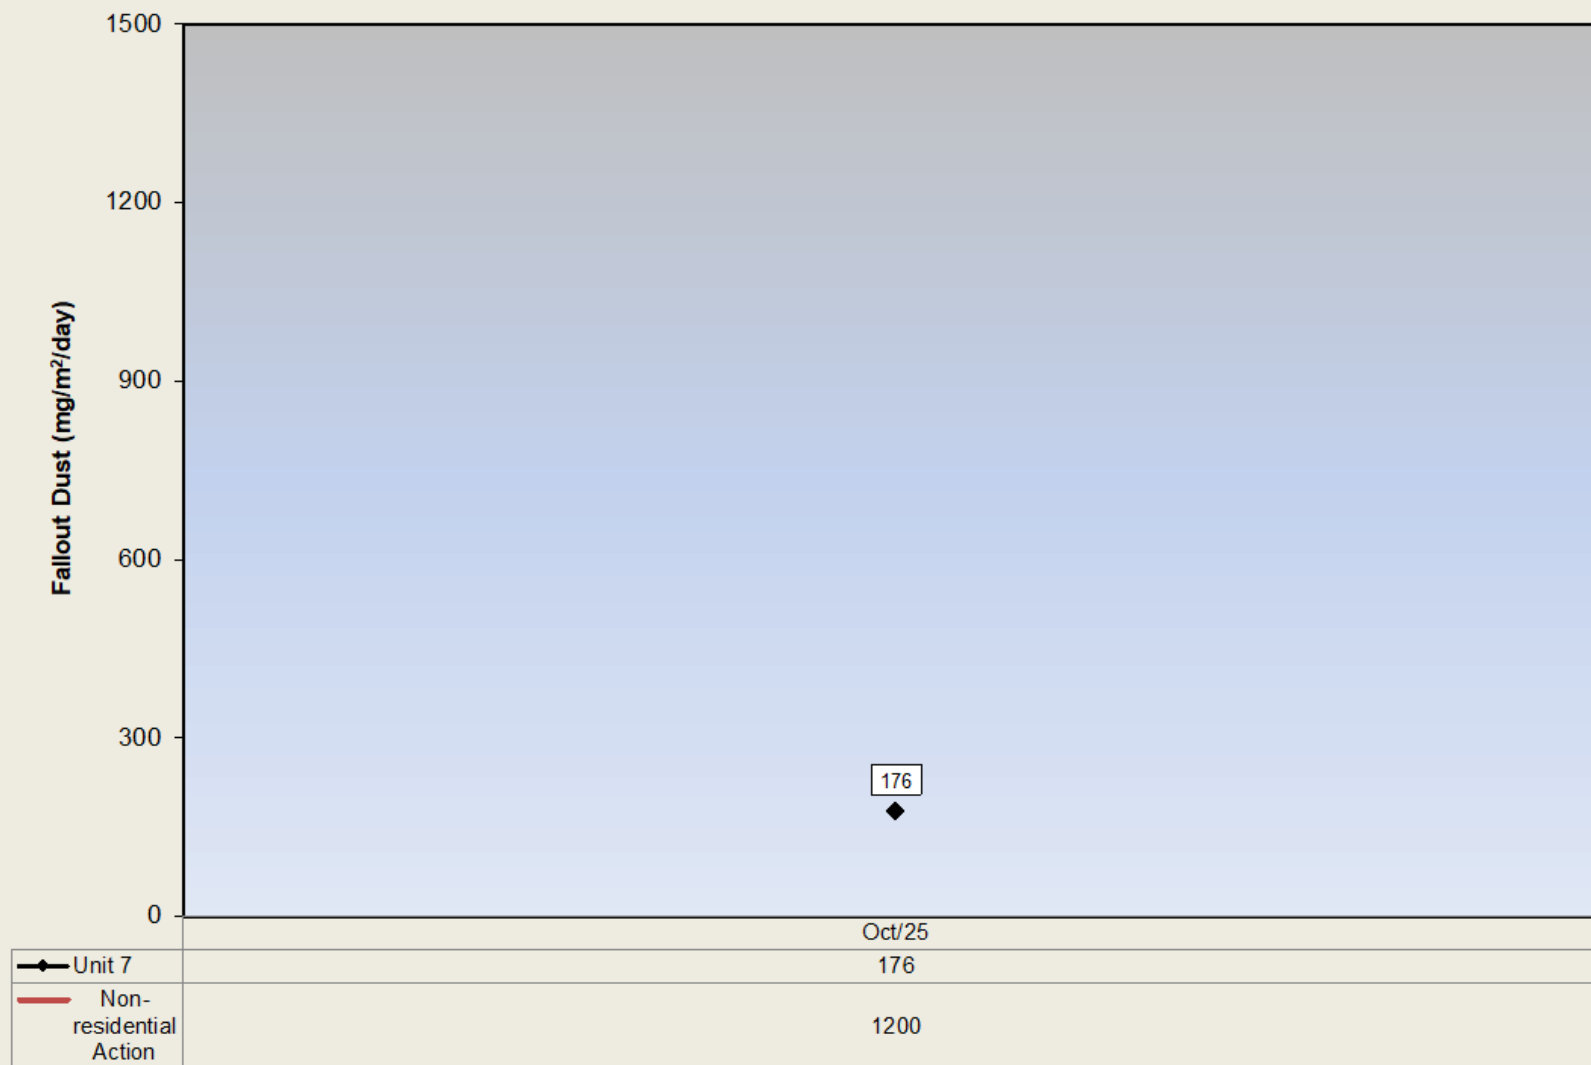 1500
1200
900
600
300
0
Fallout Dust (mg/m²/day)
176
Oct/25
Unit 7
176
Non-
residential
Action
1200